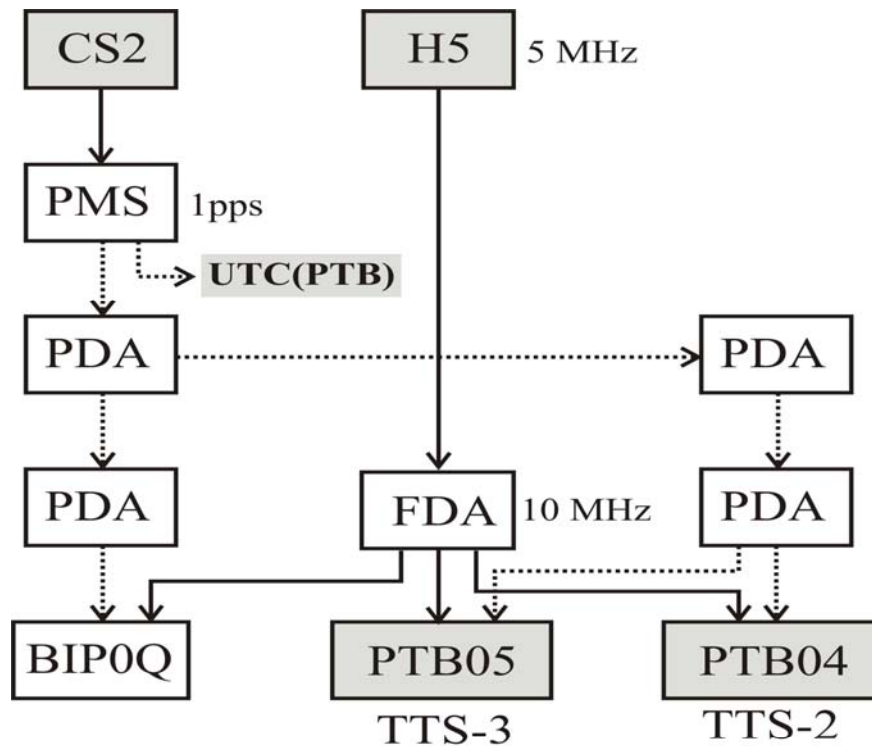 CS2
H5
5 MHz
PMS
1pps
UTC(PTB)
PDA
PDA
PDA
FDA
10 MHz
PDA
BIP0Q
PTB05
PTB04
TTS-3
TTS-2